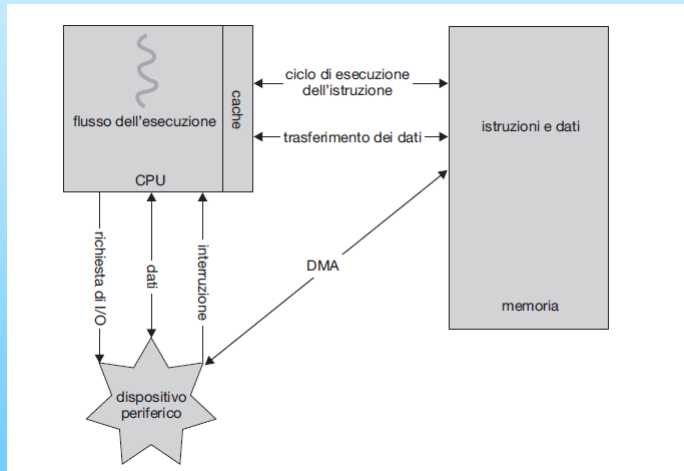 flusso dell'esecuzione
cache
CPU
ciclo di esecuzione
dell'istruzione
trasferimento dei dati
istruzioni e dati
memoria
richiesta di I/O
dati
interruzione
DMA
dispositivo
periferico